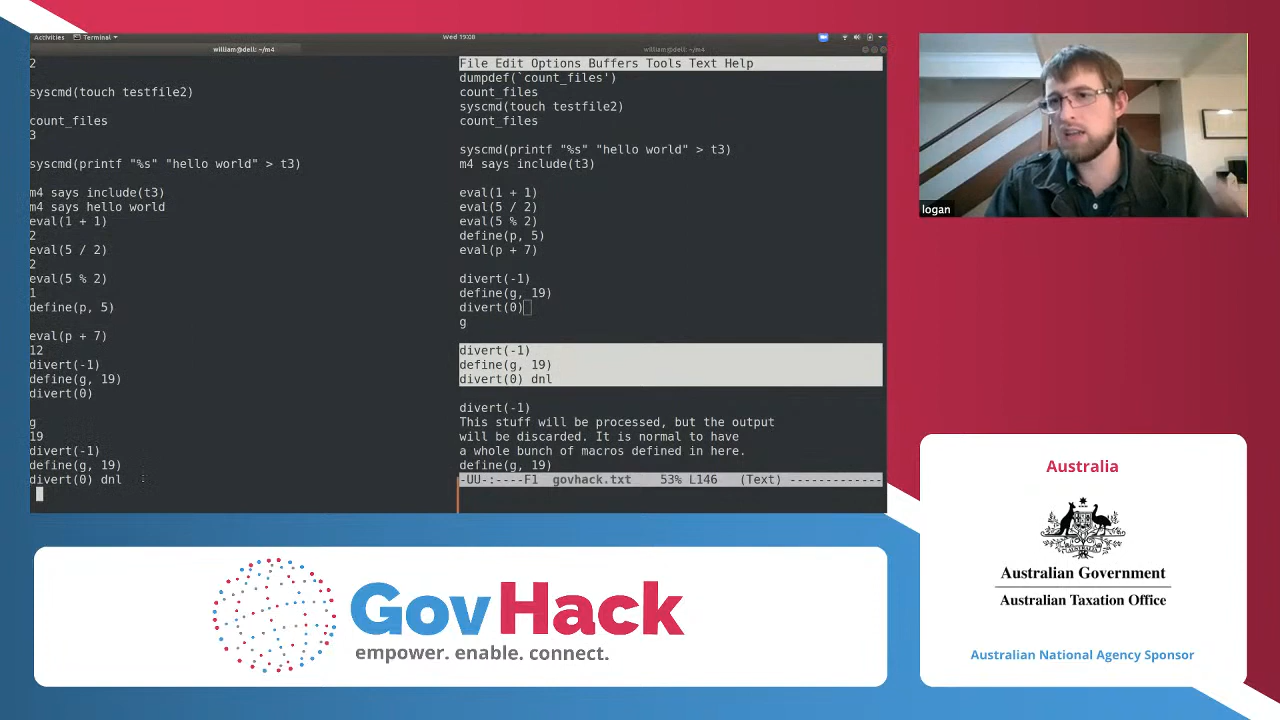 Activities Terminal Wed 19:08
william@dell: ~/m4
2
syscmd(touch testfile2)
count_files
3
syscmd(printf "%s" "hello world" > t3)
m4 says include(t3)
m4 says hello world
eval(1 + 1)
2
eval(5 / 2)
2
eval(5 % 2)
1
define(p, 5)
eval(p + 7)
12
divert(-1)
define(g, 19)
divert(0)
g
19
divert(-1)
define(g, 19)
divert(0) dnl
william@dell: ~/m4
File Edit Options Buffers Tools Text Help
dumpdef(`count_files')
count_files
syscmd(touch testfile2)
count_files
syscmd(printf "%s" "hello world" > t3)
m4 says include(t3)
eval(1 + 1)
eval(5 / 2)
eval(5 % 2)
define(p, 5)
eval(p + 7)
divert(-1)
define(g, 19)
divert(0)
g
divert(-1)
define(g, 19)
divert(0) dnl
divert(-1)
This stuff will be processed, but the output
will be discarded. It is normal to have
a whole bunch of macros defined in here.
define(g, 19)
-UU-:----F1 govhack.txt 53% L146 (Text) -------------
logan
GovHack
empower. enable. connect.
Australia
Australian Government
Australian Taxation Office
Australian National Agency Sponsor